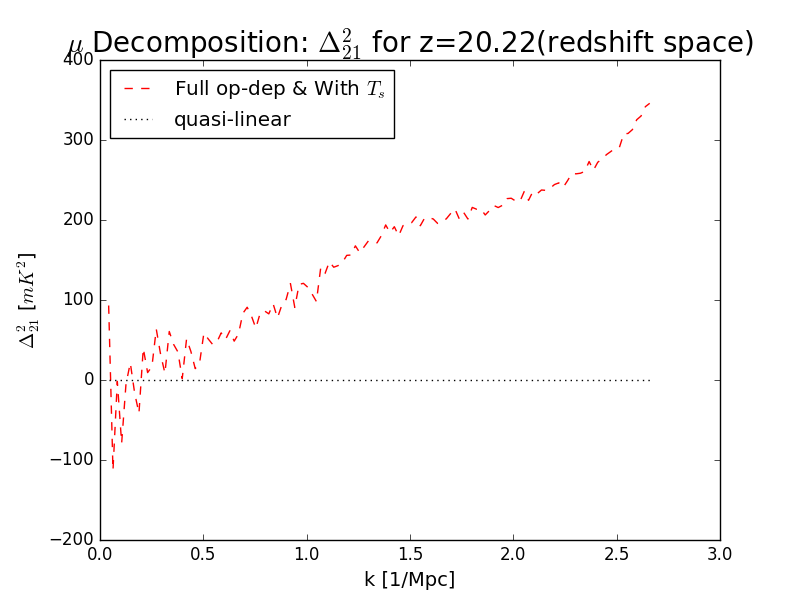 μ Decomposition: Δ²₂₁ for z=20.22(redshift space)
400
300
200
100
0
−100
−200
Δ²₂₁ [mK²]
Full op-dep & With Tₛ
quasi-linear
0.0 0.5 1.0 1.5 2.0 2.5 3.0
k [1/Mpc]